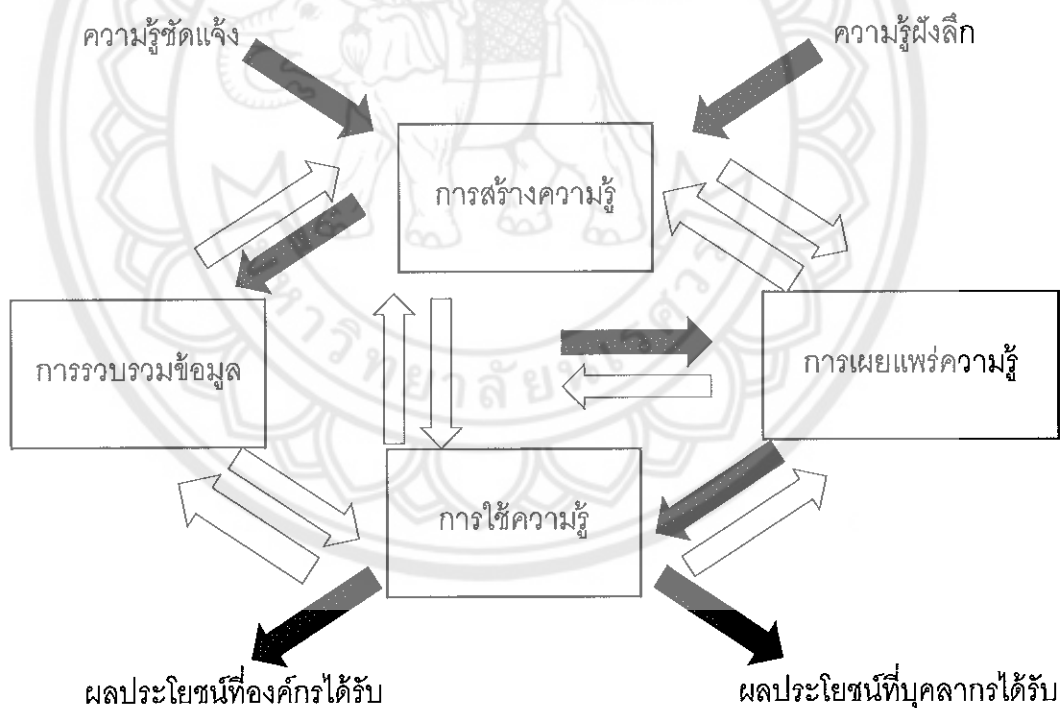 ความรู้ชัดแจ้ง
ความรู้ฝังลึก
การสร้างความรู้
การรวบรวมข้อมูล
การเผยแพร่ความรู้
การใช้ความรู้
ผลประโยชน์ที่องค์กรได้รับ
ผลประโยชน์ที่บุคลากรได้รับ